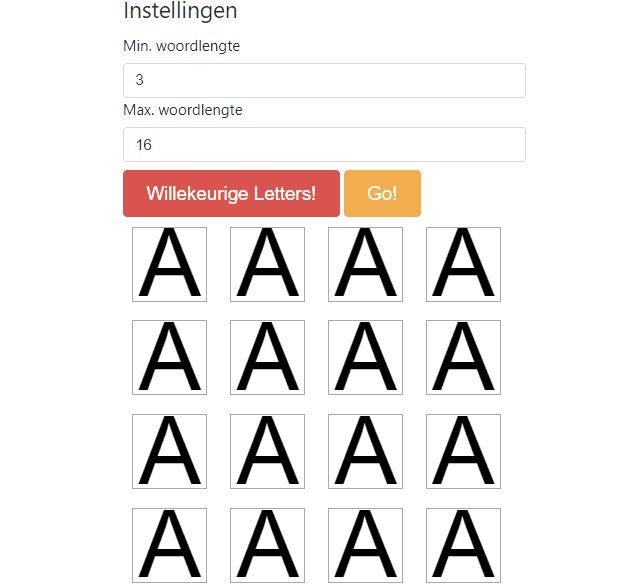 Instellingen
Min. woordlengte
3
Max. woordlengte
16
Willekeurige Letters! Go!
A A A A
A A A A
A A A A
A A A A